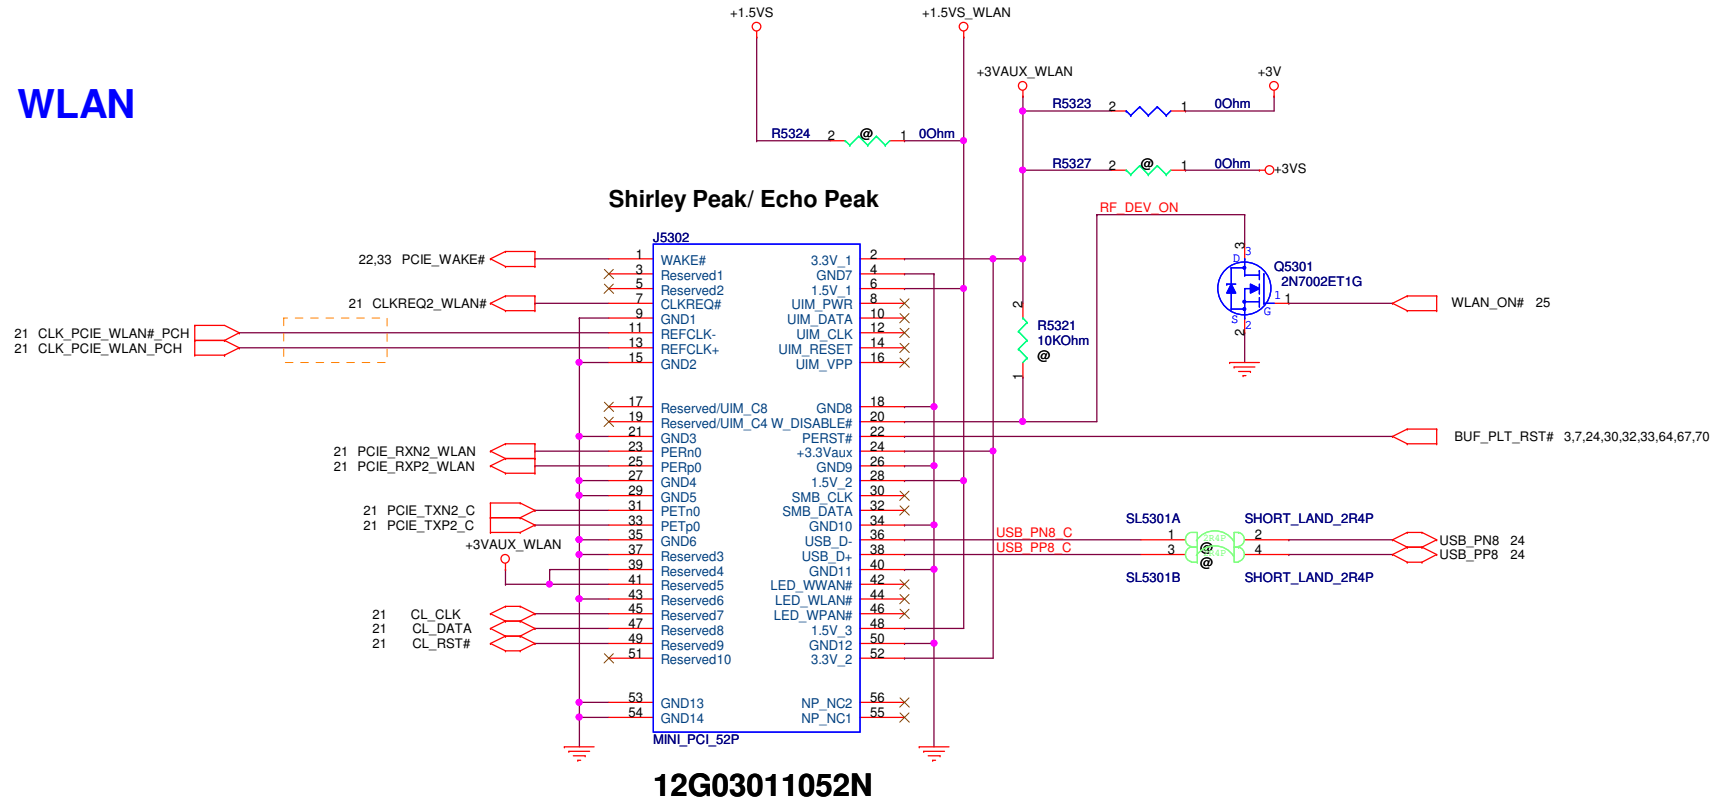 +1.5VS
+1.5VS_WLAN
+3VAUX_WLAN
+3V
WLAN
R5323 2 1 0Ohm
R5324 2 @ 1 0Ohm
R5327 2 @ 1 0Ohm
+3VS
Shirley Peak/ Echo Peak
RF_DEV_ON
J5302
22,33 PCIE_WAKE# 1 WAKE# 3.3V_1 2
3 Reserved1 GND7 4
5 Reserved2 1.5V_1 6
21 CLKREQ2_WLAN# 7 CLKREQ# UIM_PWR 8
9 GND1 UIM_DATA 10
21 CLK_PCIE_WLAN#_PCH 11 REFCLK- UIM_CLK 12
21 CLK_PCIE_WLAN_PCH 13 REFCLK+ UIM_RESET 14
15 GND2 UIM_VPP 16
3 3 D
Q5301
2N7002ET1G
1 1 G
S 2 2
WLAN_ON# 25
2
R5321
10KOhm
@
1
17 Reserved/UIM_C8 GND8 18
19 Reserved/UIM_C4 W_DISABLE# 20
21 GND3 PERST# 22 BUF_PLT_RST# 3,7,24,30,32,33,64,67,70
21 PCIE_RXN2_WLAN 23 PERn0 +3.3Vaux 24
21 PCIE_RXP2_WLAN 25 PERp0 GND9 26
27 GND4 1.5V_2 28
29 GND5 SMB_CLK 30
21 PCIE_TXN2_C 31 PETn0 SMB_DATA 32
21 PCIE_TXP2_C 33 PETp0 GND10 34
+3VAUX_WLAN
SL5301A SHORT_LAND_2R4P
35 GND6 USB_D- 36 USB_PN8_C 1 @ 2 USB_PN8 24
37 Reserved3 USB_D+ 38 USB_PP8_C 3 @ 4 USB_PP8 24
SL5301B SHORT_LAND_2R4P
39 Reserved4 GND11 40
41 Reserved5 LED_WWAN# 42
43 Reserved6 LED_WLAN# 44
21 CL_CLK 45 Reserved7 LED_WPAN# 46
21 CL_DATA 47 Reserved8 1.5V_3 48
21 CL_RST# 49 Reserved9 GND12 50
51 Reserved10 3.3V_2 52
53 GND13 NP_NC2 56
54 GND14 NP_NC1 55
MINI_PCI_52P
12G03011052N